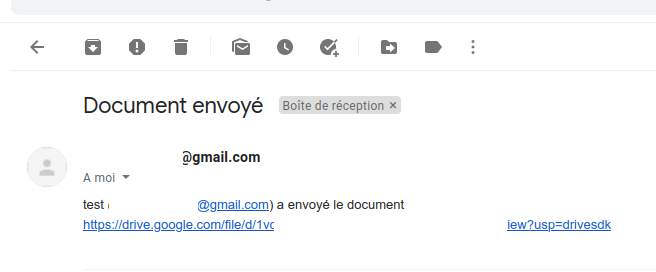 Document envoyé Boîte de réception ×
@gmail.com
A moi
test ( @gmail.com) a envoyé le document
https://drive.google.com/file/d/1vc iew?usp=drivesdk